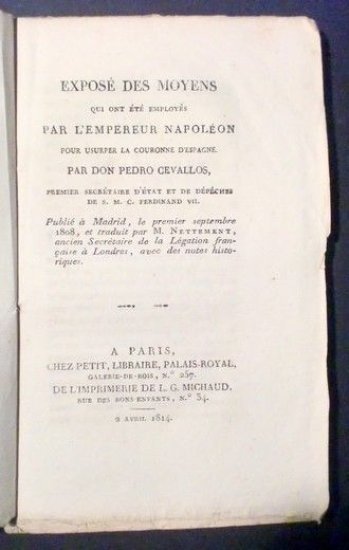 EXPOSÉ DES MOYENS
QUI ONT ÉTÉ EMPLOYÉS
PAR L'EMPEREUR NAPOLÉON
POUR USURPER LA COURONNE D'ESPAGNE.
PAR DON PEDRO CEVALLOS,
PREMIER SECRÉTAIRE D'ÉTAT ET DE DÉPÊCHES
DE S. M. C. FERDINAND VII.
Publié à Madrid, le premier septembre
1808, et traduit par M. NETTEMENT,
ancien Secrétaire de la Légation fran-
çaise à Londres, avec des notes histo-
riques.
A PARIS,
CHEZ PETIT, LIBRAIRE, PALAIS-ROYAL,
GALERIE-DE-BOIS, N.º 257.
DE L'IMPRIMERIE DE L. G. MICHAUD,
RUE DES BONS-ENFANTS, N.º 34.
2 AVRIL 1814.